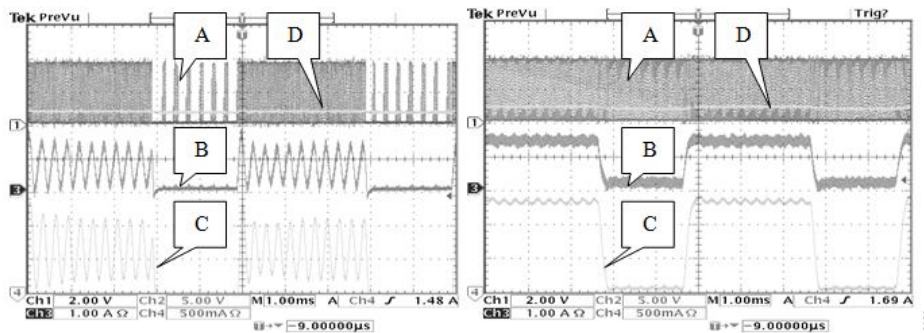 Tek PreVu
A
D
1
B
3
C
4
Ch1 2.00 V Ch2 5.00 V M 1.00ms A Ch4 ∫ 1.48 A
Ch3 1.00 A Ω Ch4 500mA Ω
-9.00000µs
Tek PreVu Trig?
A
D
1
B
3
C
4
Ch1 2.00 V Ch2 5.00 V M 1.00ms A Ch4 ∫ 1.69 A
Ch3 1.00 A Ω Ch4 500mA Ω
-9.00000µs